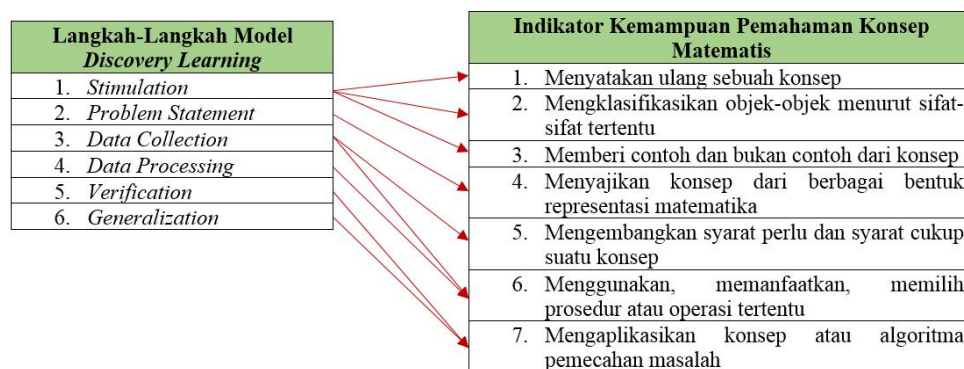 Langkah-Langkah Model
Discovery Learning
1. Stimulation
2. Problem Statement
3. Data Collection
4. Data Processing
5. Verification
6. Generalization
Indikator Kemampuan Pemahaman Konsep
Matematis
1. Menyatakan ulang sebuah konsep
2. Mengklasifikasikan objek-objek menurut sifat-
sifat tertentu
3. Memberi contoh dan bukan contoh dari konsep
4. Menyajikan konsep dari berbagai bentuk
representasi matematika
5. Mengembangkan syarat perlu dan syarat cukup
suatu konsep
6. Menggunakan, memanfaatkan, memilih
prosedur atau operasi tertentu
7. Mengaplikasikan konsep atau algoritma
pemecahan masalah